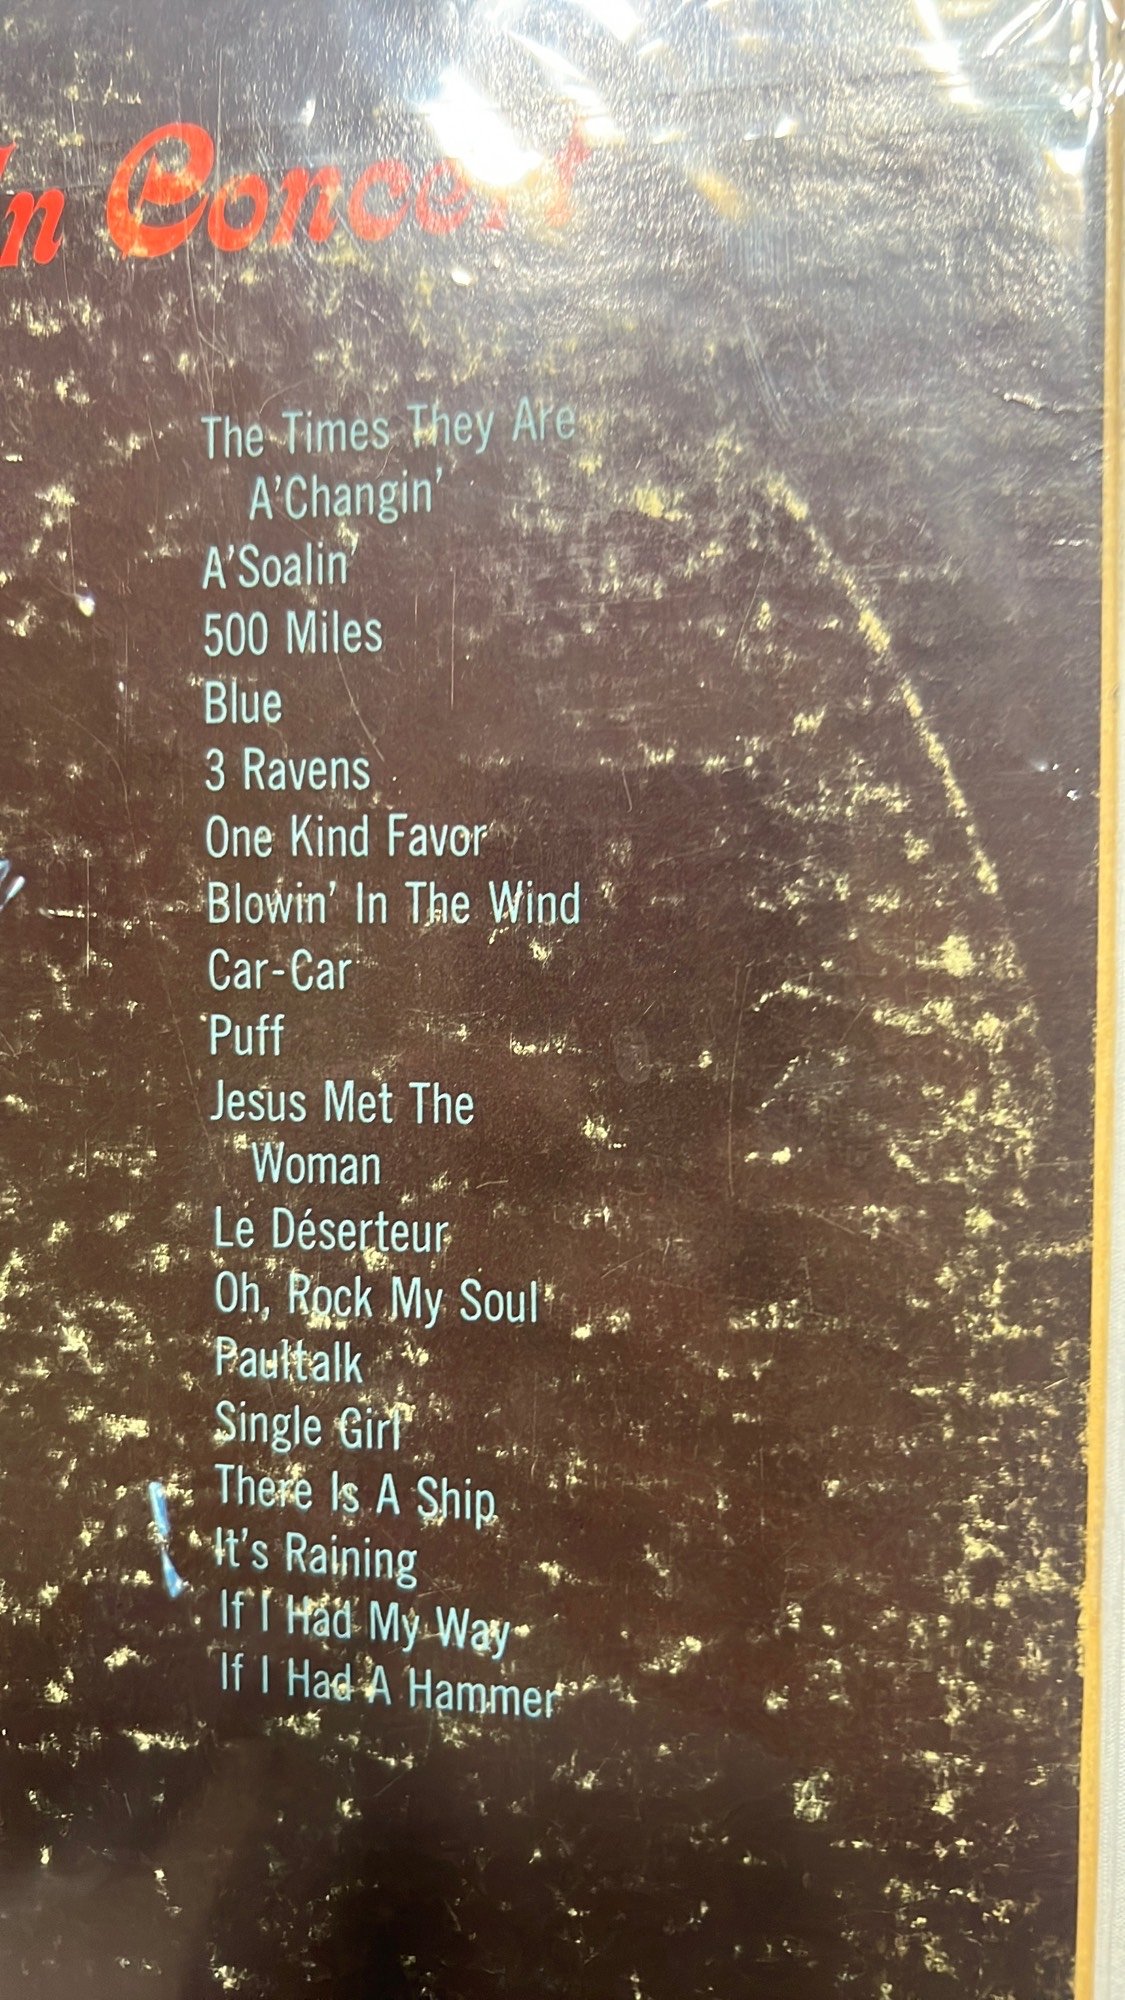 In Concert
The Times They Are
A'Changin'
A'Soalin'
500 Miles
Blue
3 Ravens
One Kind Favor
Blowin' In The Wind
Car-Car
Puff
Jesus Met The
Woman
Le Déserteur
Oh, Rock My Soul
Paultalk
Single Girl
There Is A Ship
It's Raining
If I Had My Way
If I Had A Hammer